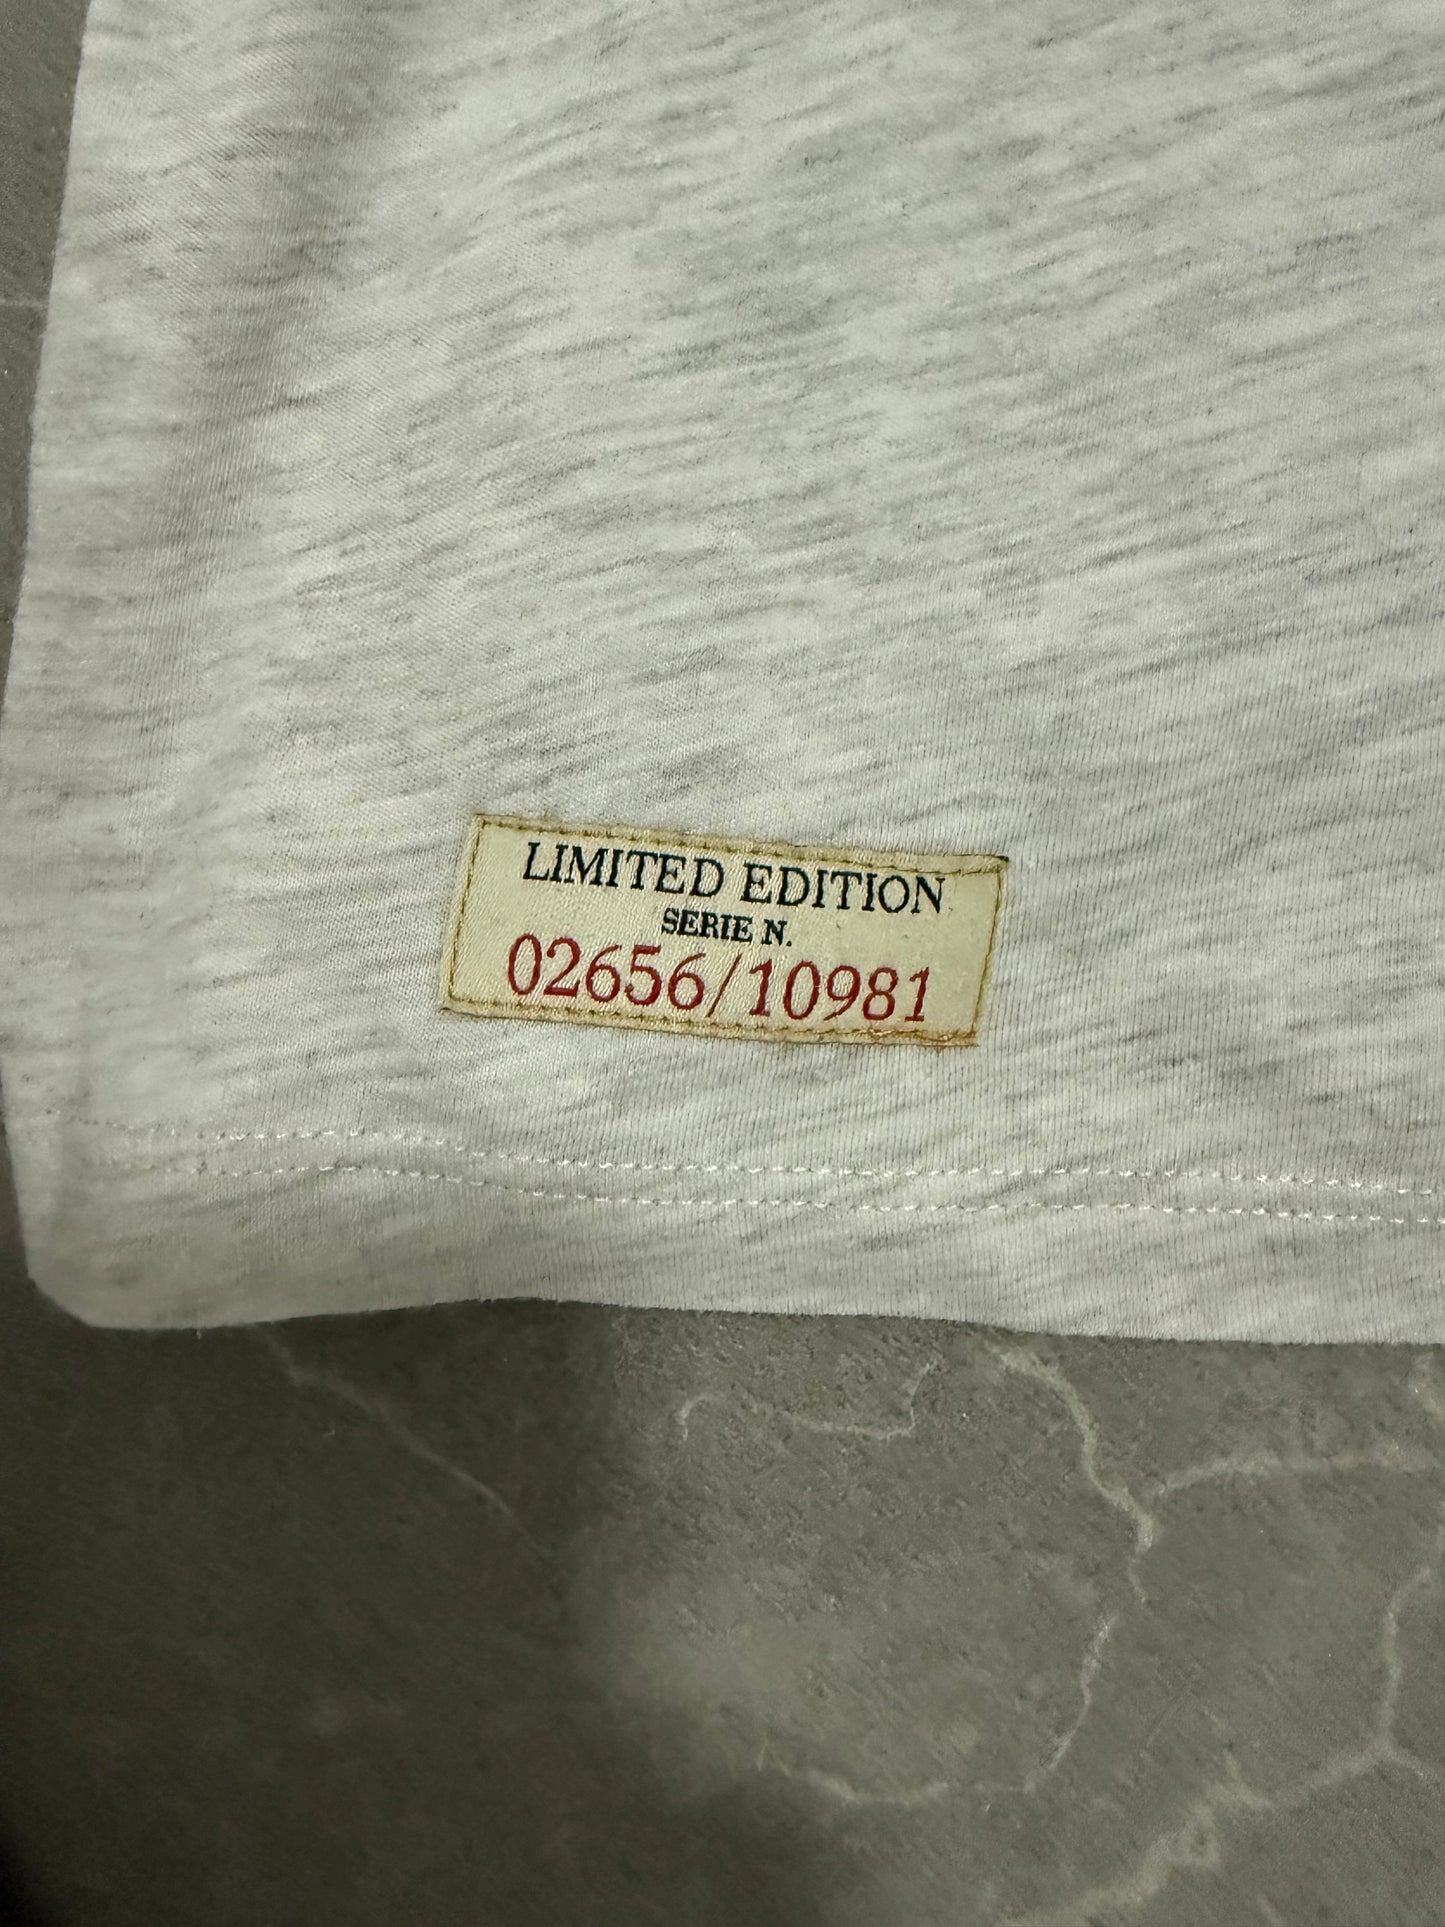 LIMITED EDITION
SERIE N.
02656/10981